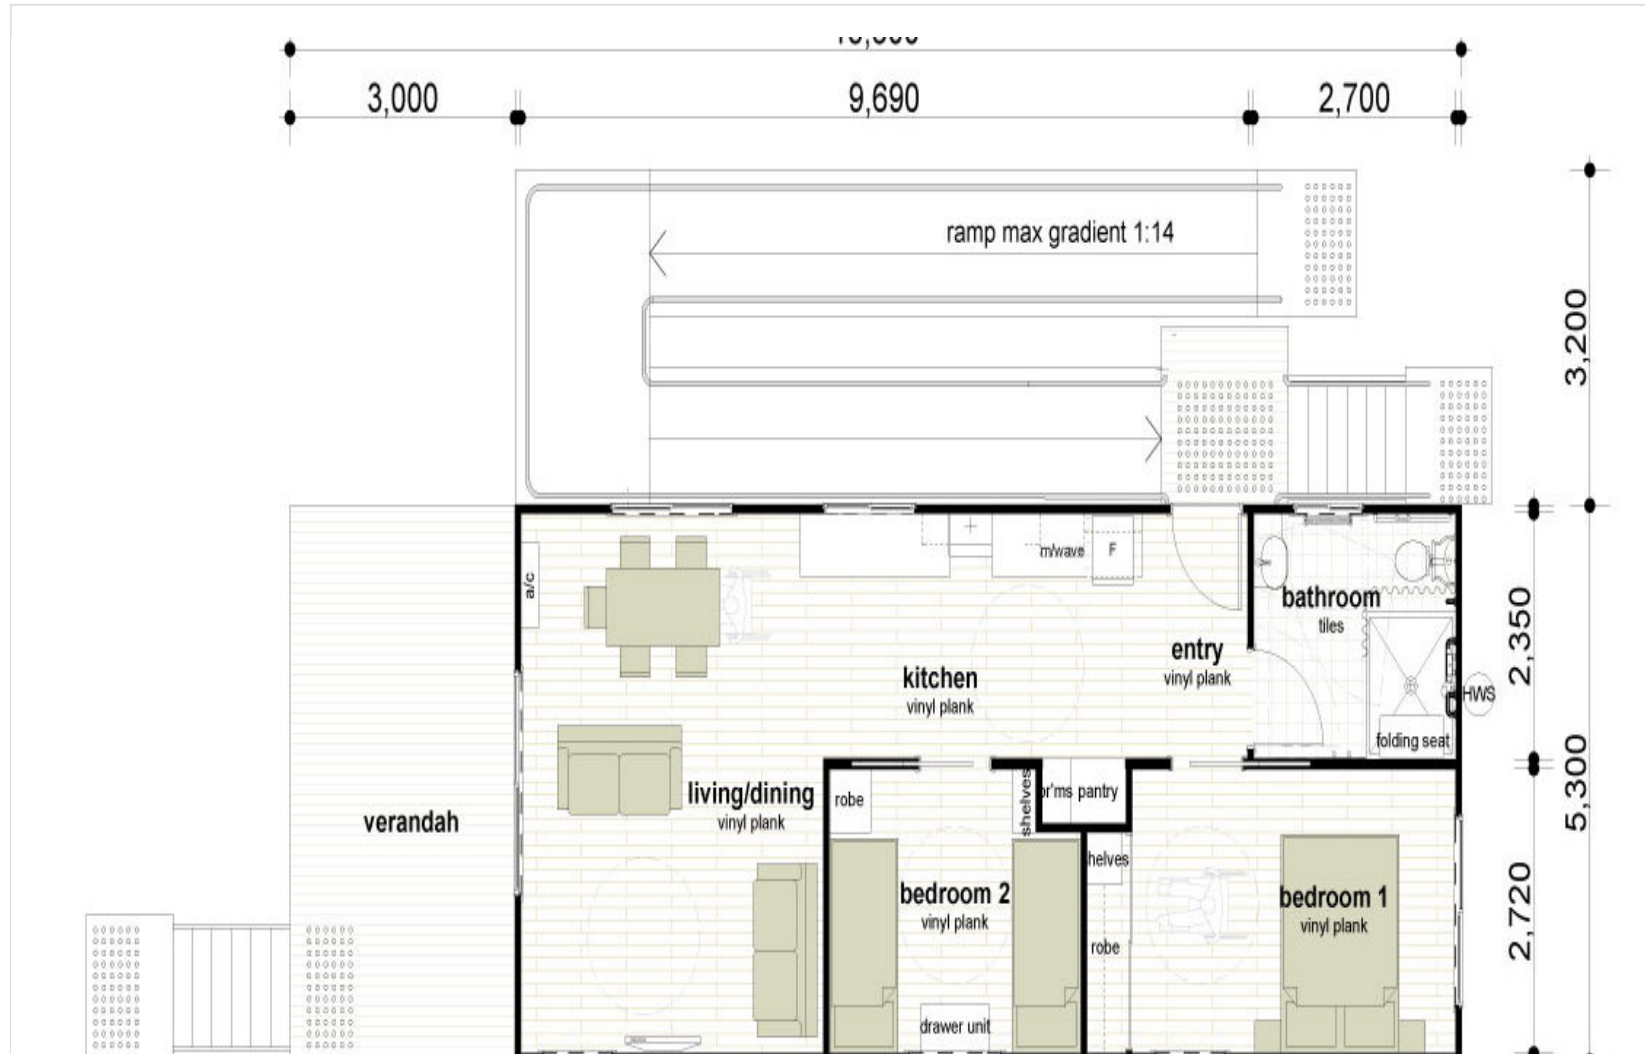 3,000
9,690
2,700
ramp max gradient 1:14
3,200
a/c
m/wave
F
bathroom
tiles
entry
vinyl plank
kitchen
vinyl plank
2,350
HWS
folding seat
living/dining
vinyl plank
robe
shelves
br'ms pantry
verandah
5,300
helves
bedroom 2
vinyl plank
bedroom 1
vinyl plank
robe
2,720
drawer unit